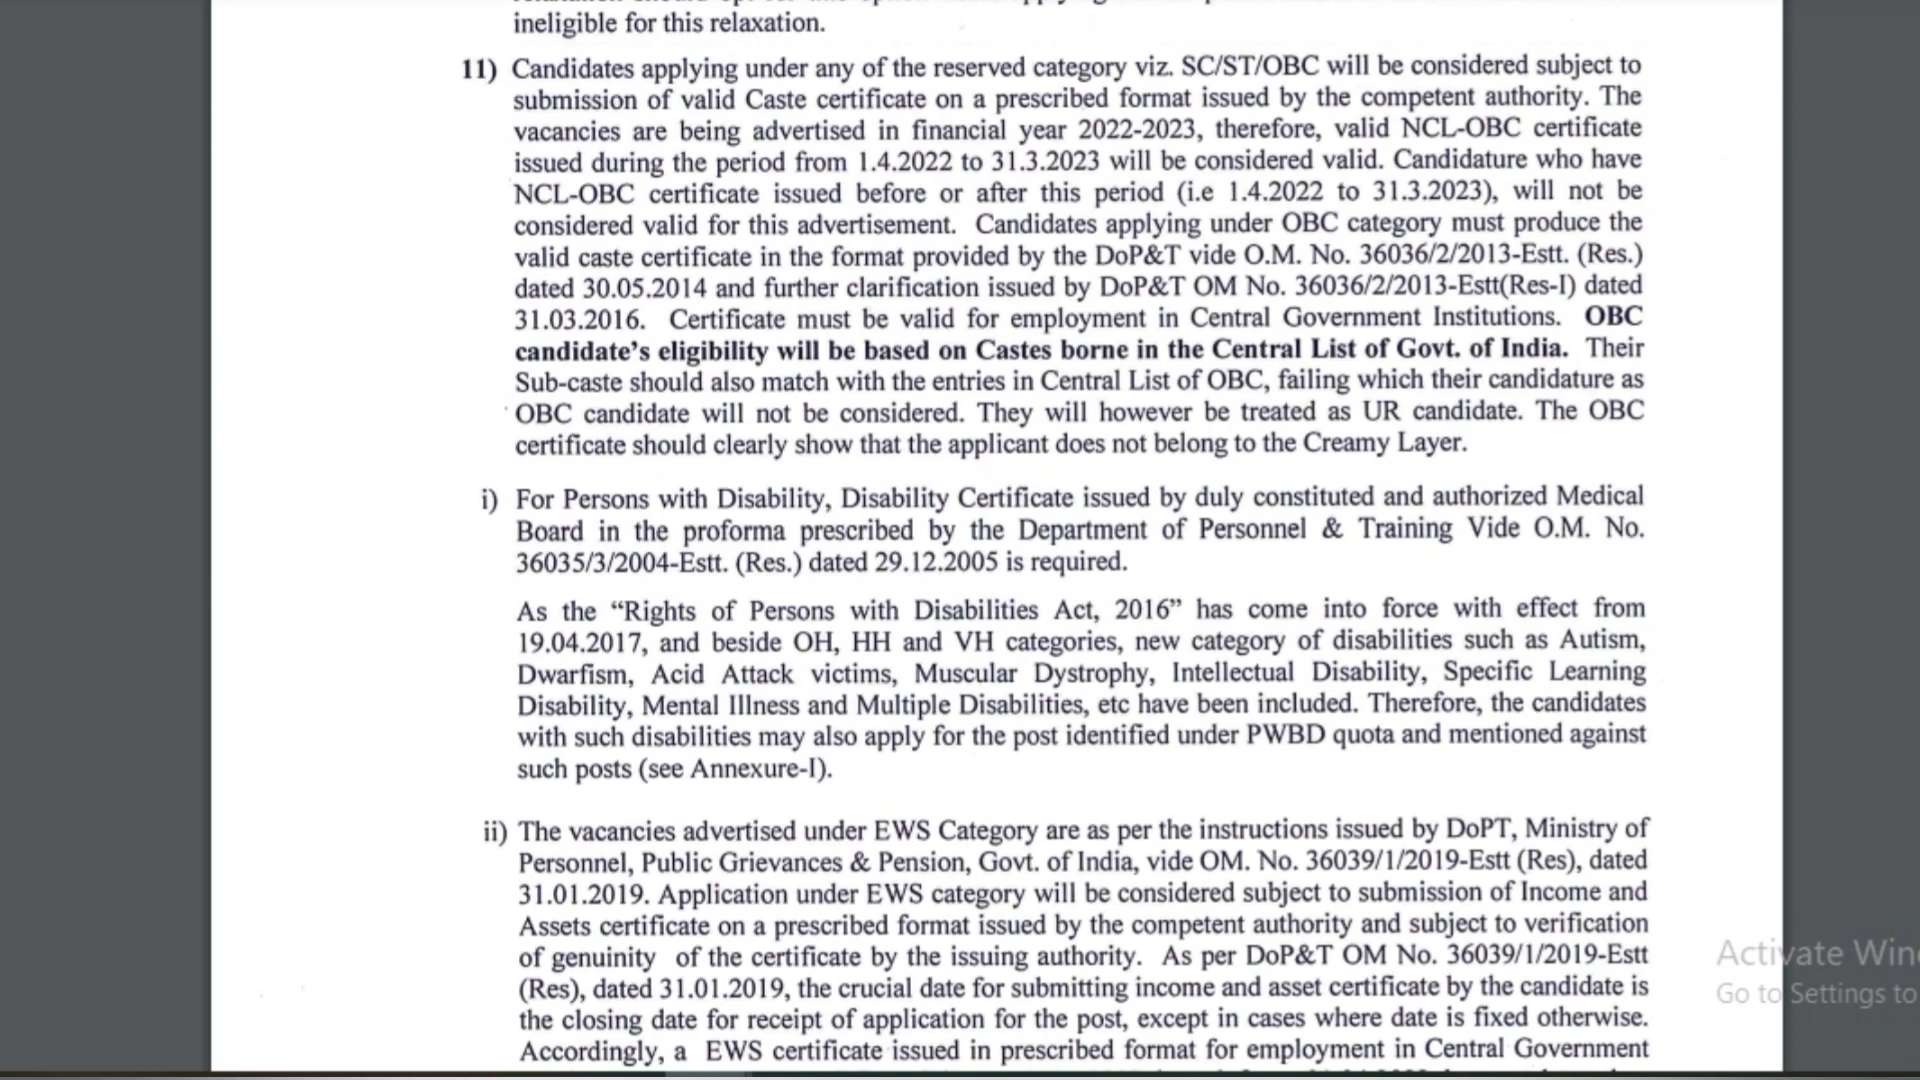 ineligible for this relaxation.
11) Candidates applying under any of the reserved category viz. SC/ST/OBC will be considered subject to
submission of valid Caste certificate on a prescribed format issued by the competent authority. The
vacancies are being advertised in financial year 2022-2023, therefore, valid NCL-OBC certificate
issued during the period from 1.4.2022 to 31.3.2023 will be considered valid. Candidature who have
NCL-OBC certificate issued before or after this period (i.e 1.4.2022 to 31.3.2023), will not be
considered valid for this advertisement. Candidates applying under OBC category must produce the
valid caste certificate in the format provided by the DoP&T vide O.M. No. 36036/2/2013-Estt. (Res.)
dated 30.05.2014 and further clarification issued by DoP&T OM No. 36036/2/2013-Estt(Res-I) dated
31.03.2016. Certificate must be valid for employment in Central Government Institutions. OBC
candidate's eligibility will be based on Castes borne in the Central List of Govt. of India. Their
Sub-caste should also match with the entries in Central List of OBC, failing which their candidature as
OBC candidate will not be considered. They will however be treated as UR candidate. The OBC
certificate should clearly show that the applicant does not belong to the Creamy Layer.
i) For Persons with Disability, Disability Certificate issued by duly constituted and authorized Medical
Board in the proforma prescribed by the Department of Personnel & Training Vide O.M. No.
36035/3/2004-Estt. (Res.) dated 29.12.2005 is required.
As the “Rights of Persons with Disabilities Act, 2016” has come into force with effect from
19.04.2017, and beside OH, HH and VH categories, new category of disabilities such as Autism,
Dwarfism, Acid Attack victims, Muscular Dystrophy, Intellectual Disability, Specific Learning
Disability, Mental Illness and Multiple Disabilities, etc have been included. Therefore, the candidates
with such disabilities may also apply for the post identified under PWBD quota and mentioned against
such posts (see Annexure-I).
ii) The vacancies advertised under EWS Category are as per the instructions issued by DoPT, Ministry of
Personnel, Public Grievances & Pension, Govt. of India, vide OM. No. 36039/1/2019-Estt (Res), dated
31.01.2019. Application under EWS category will be considered subject to submission of Income and
Assets certificate on a prescribed format issued by the competent authority and subject to verification
of genuinity of the certificate by the issuing authority. As per DoP&T OM No. 36039/1/2019-Estt
(Res), dated 31.01.2019, the crucial date for submitting income and asset certificate by the candidate is
the closing date for receipt of application for the post, except in cases where date is fixed otherwise.
Accordingly, a EWS certificate issued in prescribed format for employment in Central Government
Activate Win
Go to Settings to